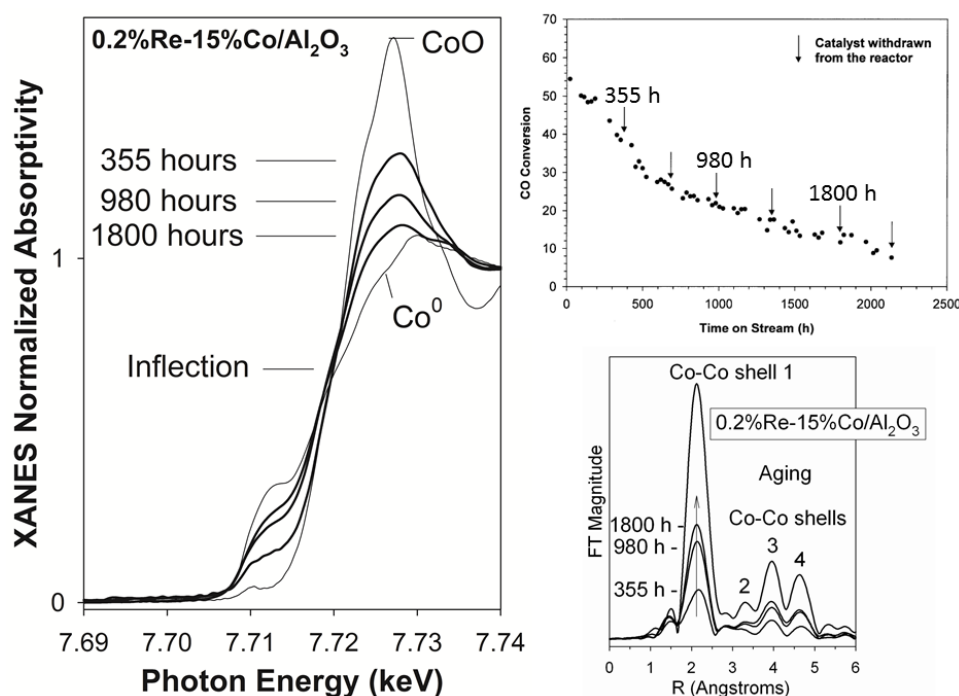 0.2%Re-15%Co/Al₂O₃
CoO
355 hours
980 hours
1800 hours
Co⁰
Inflection
XANES Normalized Absorptivity
1
0
7.69 7.70 7.71 7.72 7.73 7.74
Photon Energy (keV)
CO Conversion
60
50
40
30
20
10
0
Catalyst withdrawn
from the reactor
355 h
980 h
1800 h
0 500 1000 1500 2000 2500
Time on Stream (h)
Co-Co shell 1
0.2%Re-15%Co/Al₂O₃
Aging
Co-Co shells
FT Magnitude
1800 h
980 h
355 h
2
3
4
0 1 2 3 4 5 6
R (Angstroms)